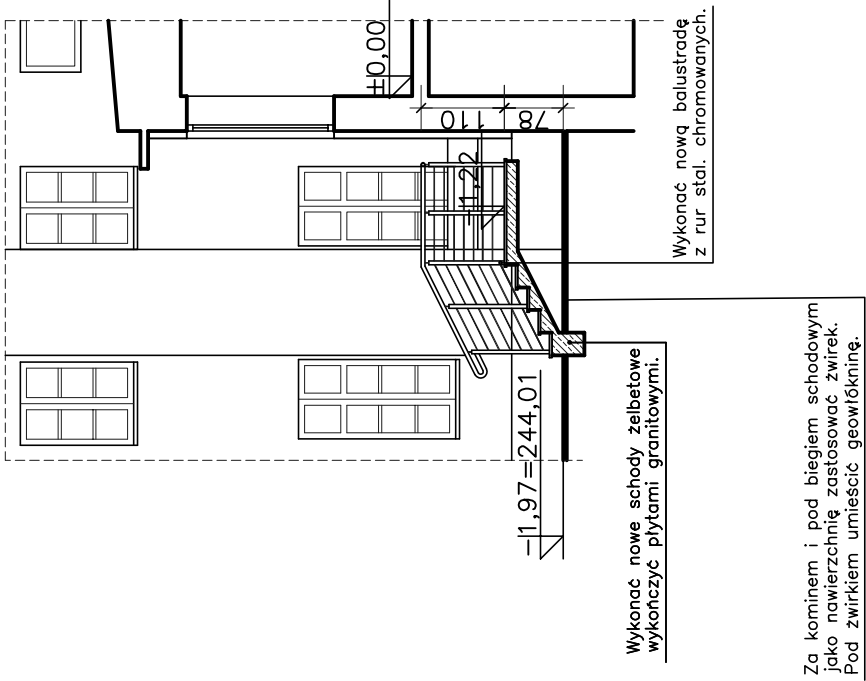 ±0,00
110
78
-1,22
-1,97=244,01
Wykonać nową balustradę
z rur stal. chromowanych.
Wykonać nowe schody żelbetowe
wykończyć płytami granitowymi.
Za kominem i pod biegiem schodowym
jako nawierzchnię zastosować żwirek.
Pod żwirkiem umieścić geowłókninę.